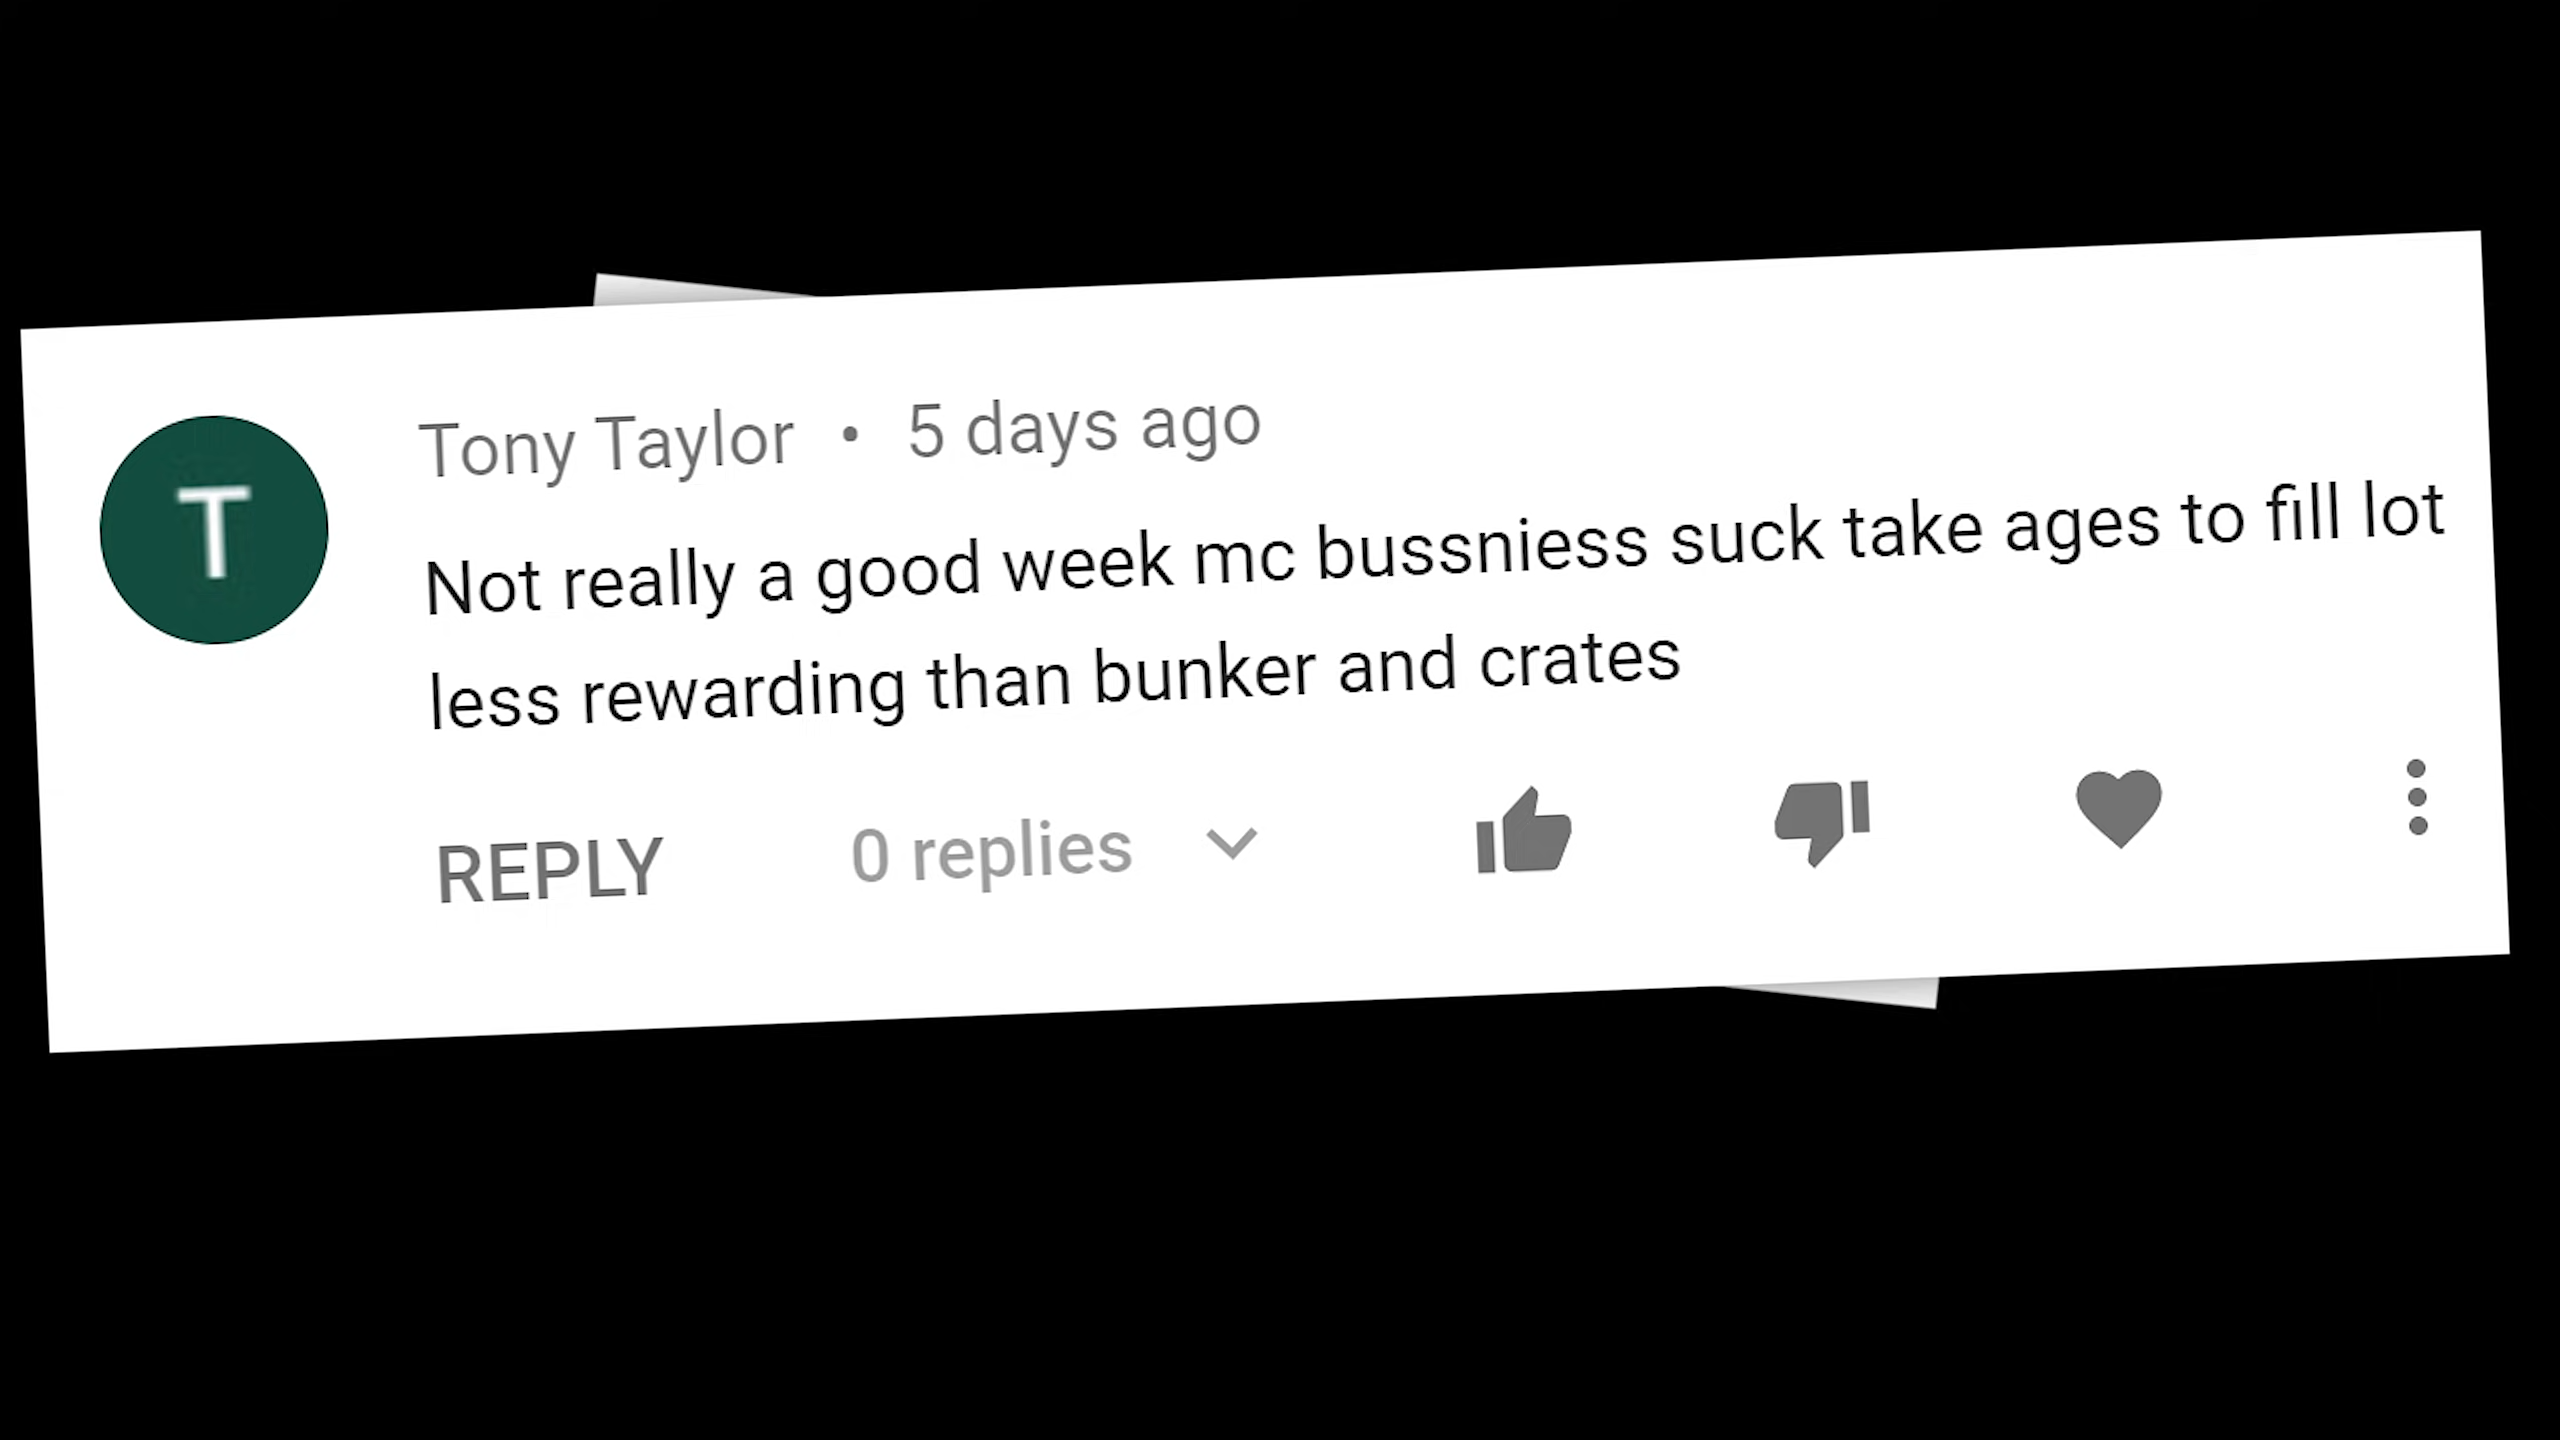 T
Tony Taylor • 5 days ago
Not really a good week mc bussniess suck take ages to fill lot
less rewarding than bunker and crates
REPLY 0 replies